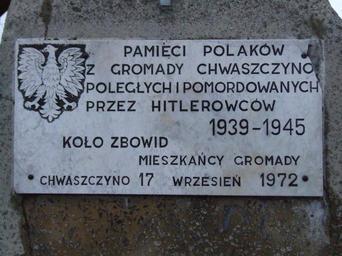 PAMIĘCI POLAKÓW
Z GROMADY CHWASZCZYNO
POLEGŁYCH I POMORDOWANYCH
PRZEZ HITLEROWCÓW
1939-1945
KOŁO ZBOWID
MIESZKAŃCY GROMADY
CHWASZCZYNO 17 WRZESIEŃ 1972